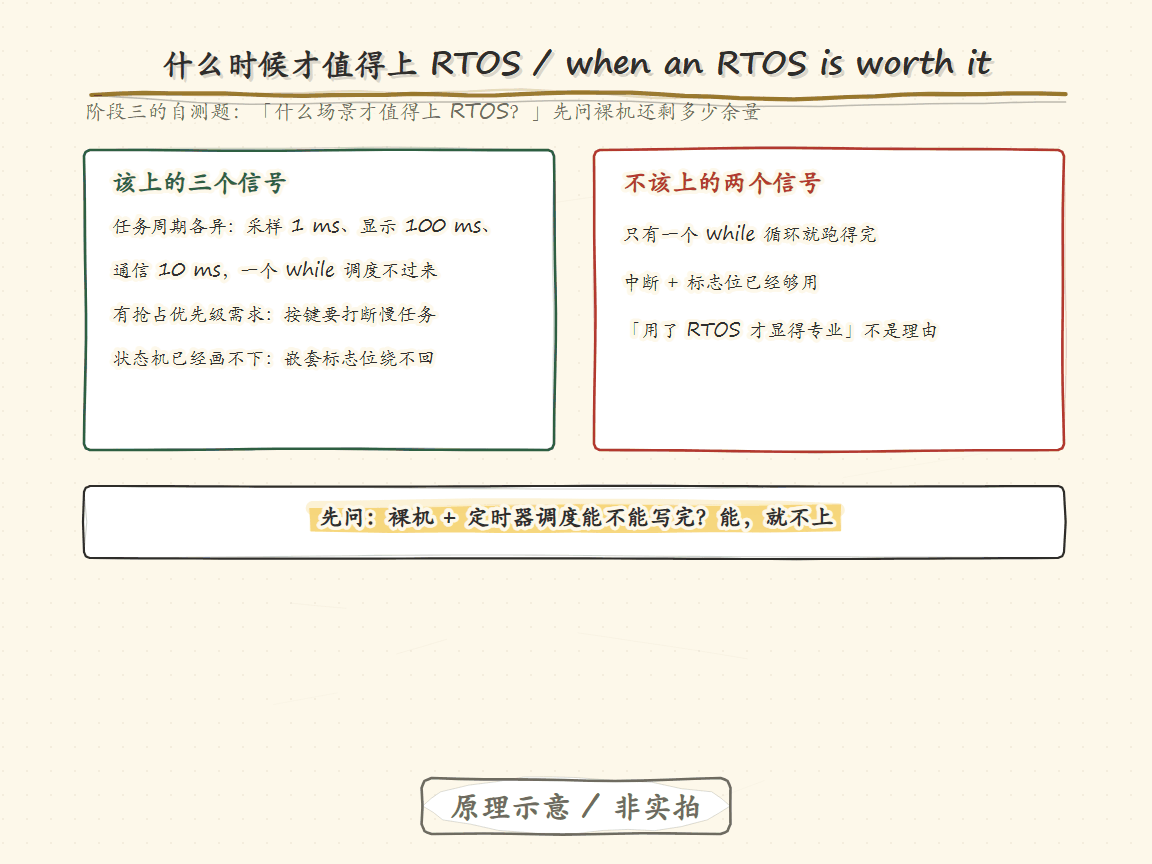 什么时候才值得上 RTOS / when an RTOS is worth it
阶段三的自测题：「什么场景才值得上 RTOS？」先问裸机还剩多少余量
该上的三个信号
任务周期各异：采样 1 ms、显示 100 ms、
通信 10 ms，一个 while 调度不过来
有抢占优先级需求：按键要打断慢任务
状态机已经画不下：嵌套标志位绕不回
不该上的两个信号
只有一个 while 循环就跑得完
中断 + 标志位已经够用
「用了 RTOS 才显得专业」不是理由
先问：裸机 + 定时器调度能不能写完？能，就不上
原理示意 / 非实拍